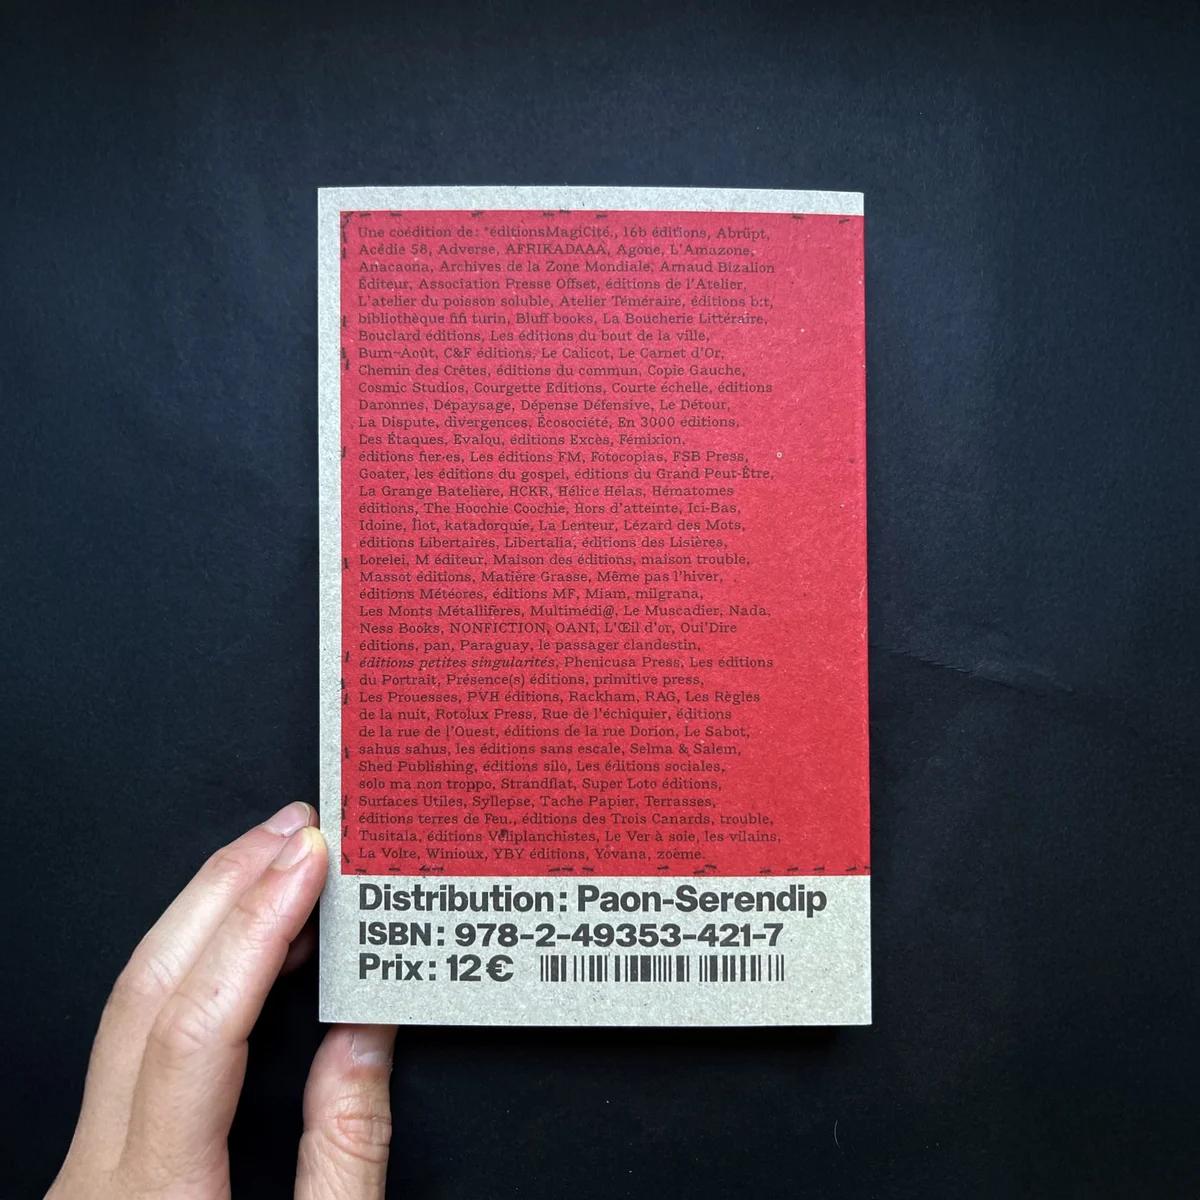 Une coédition de : °éditionsMagiCité., 16b éditions, Abrüpt,
Acédie 58, Adverse, AFRIKADAAA, Agone, L'Amazone,
Anacaona, Archives de la Zone Mondiale, Arnaud Bizalion
Éditeur, Association Presse Offset, éditions de l'Atelier,
L'atelier du poisson soluble, Atelier Téméraire, éditions b:t,
bibliothèque fifi turin, Bluff books, La Boucherie Littéraire,
Bouclard éditions, Les éditions du bout de la ville,
Burn~Août, C&F éditions, Le Calicot, Le Carnet d'Or,
Chemin des Crêtes, éditions du commun, Copie Gauche,
Cosmic Studios, Courgette Editions, Courte échelle, éditions
Daronnes, Dépaysage, Dépense Défensive, Le Détour,
La Dispute, divergences, Écosociété, En 3000 éditions,
Les Étaques, Evalou, éditions Excès, Fémixion,
éditions fier·es, Les éditions FM, Fotocopias, FSB Press,
Goater, les éditions du gospel, éditions du Grand Peut-Être,
La Grange Batelière, HCKR, Hélice Hélas, Hématomes
éditions, The Hoochie Coochie, Hors d'atteinte, Ici-Bas,
Idoine, Îlot, katadorquie, La Lenteur, Lézard des Mots,
éditions Libertaires, Libertalia, éditions des Lisières,
Lorelei, M éditeur, Maison des éditions, maison trouble,
Massot éditions, Matière Grasse, Même pas l'hiver,
éditions Météores, éditions MF, Miam, milgrana,
Les Monts Métallifères, Multimédi@, Le Muscadier, Nada,
Ness Books, NONFICTION, OANI, L'Œil d'or, Oui'Dire
éditions, pan, Paraguay, le passager clandestin,
éditions petites singularités, Phenicusa Press, Les éditions
du Portrait, Présence(s) éditions, primitive press,
Les Prouesses, PVH éditions, Rackham, RAG, Les Règles
de la nuit, Rotolux Press, Rue de l'échiquier, éditions
de la rue de l'Ouest, éditions de la rue Dorion, Le Sabot,
sahus sahus, les éditions sans escale, Selma & Salem,
Shed Publishing, éditions silo, Les éditions sociales,
solo ma non troppo, Strandflat, Super Loto éditions,
Surfaces Utiles, Syllepse, Tache Papier, Terrasses,
éditions terres de Feu., éditions des Trois Canards, trouble,
Tusitala, éditions Véliplanchistes, Le Ver à soie, les vilains,
La Volte, Winioux, YBY éditions, Yovana, zoème.
Distribution : Paon-Serendip
ISBN : 978-2-49353-421-7
Prix : 12 €